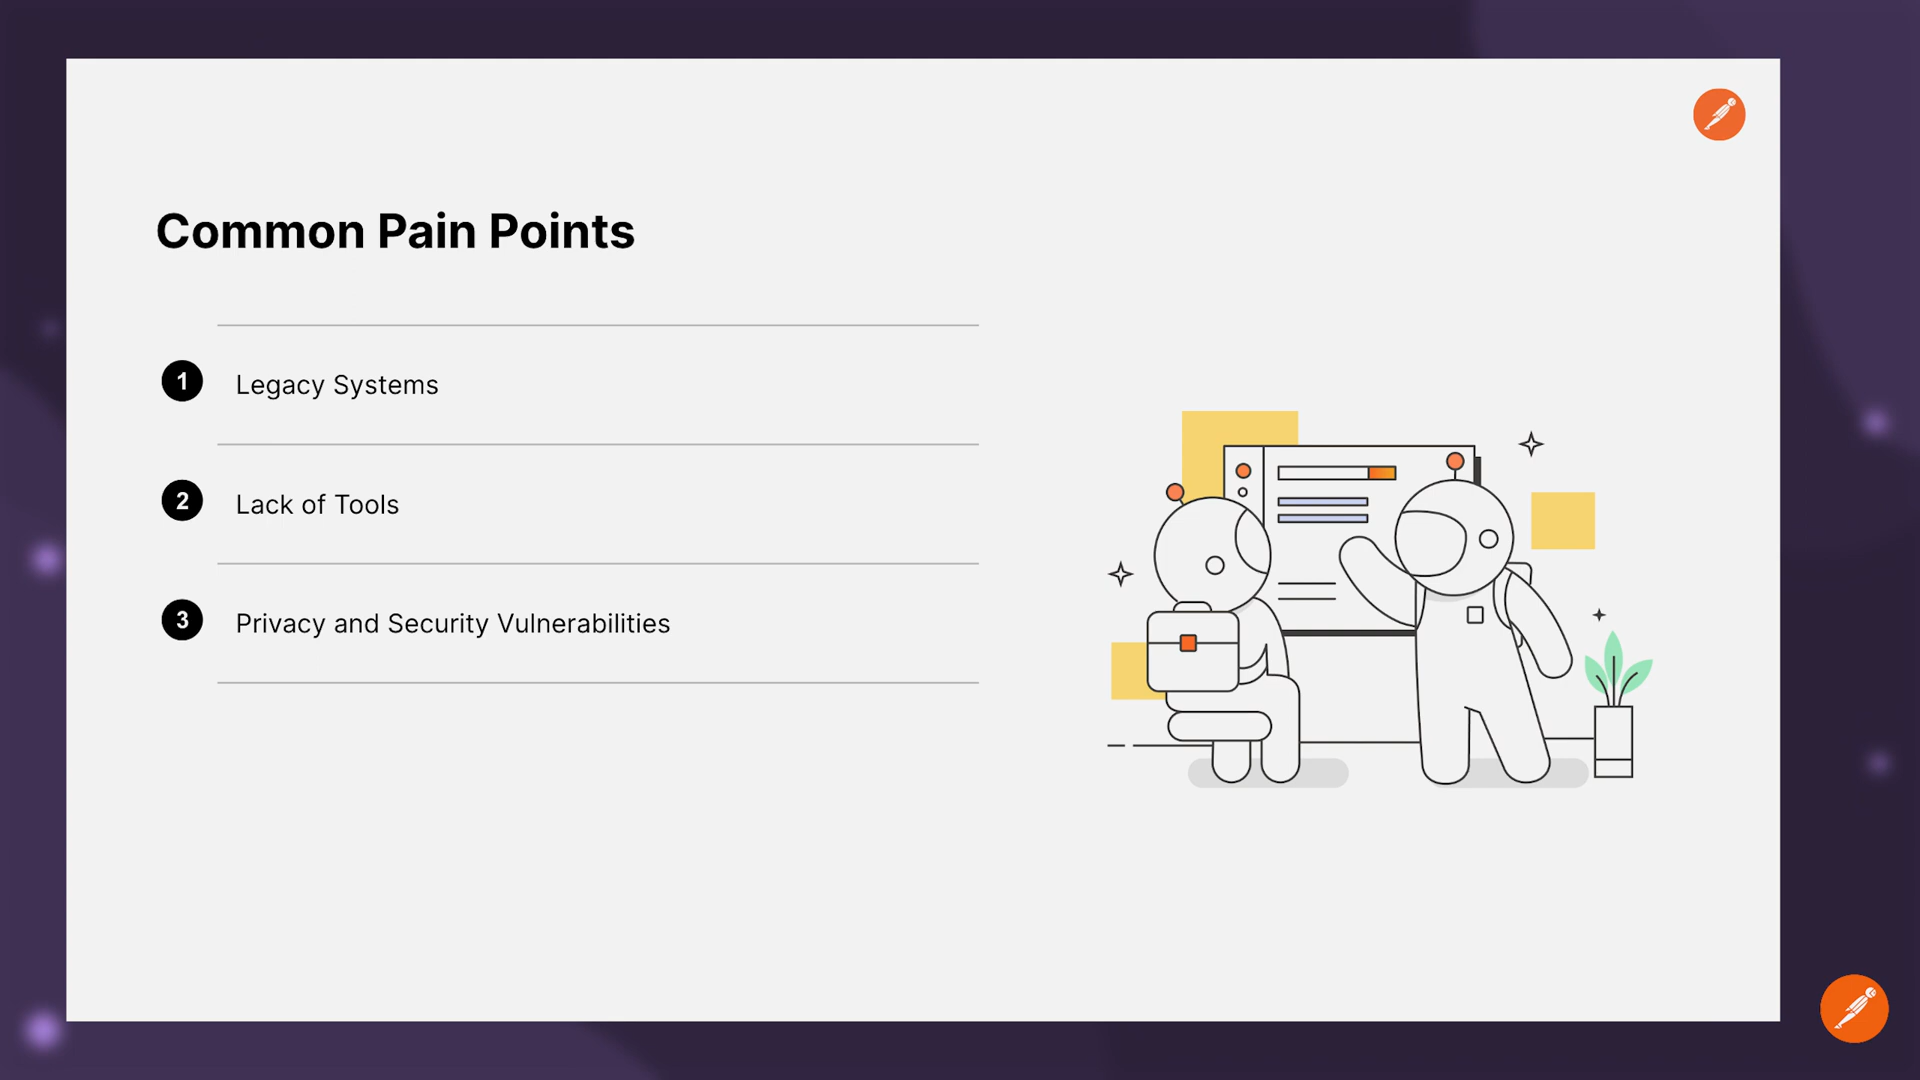 Common Pain Points
1 Legacy Systems
2 Lack of Tools
3 Privacy and Security Vulnerabilities